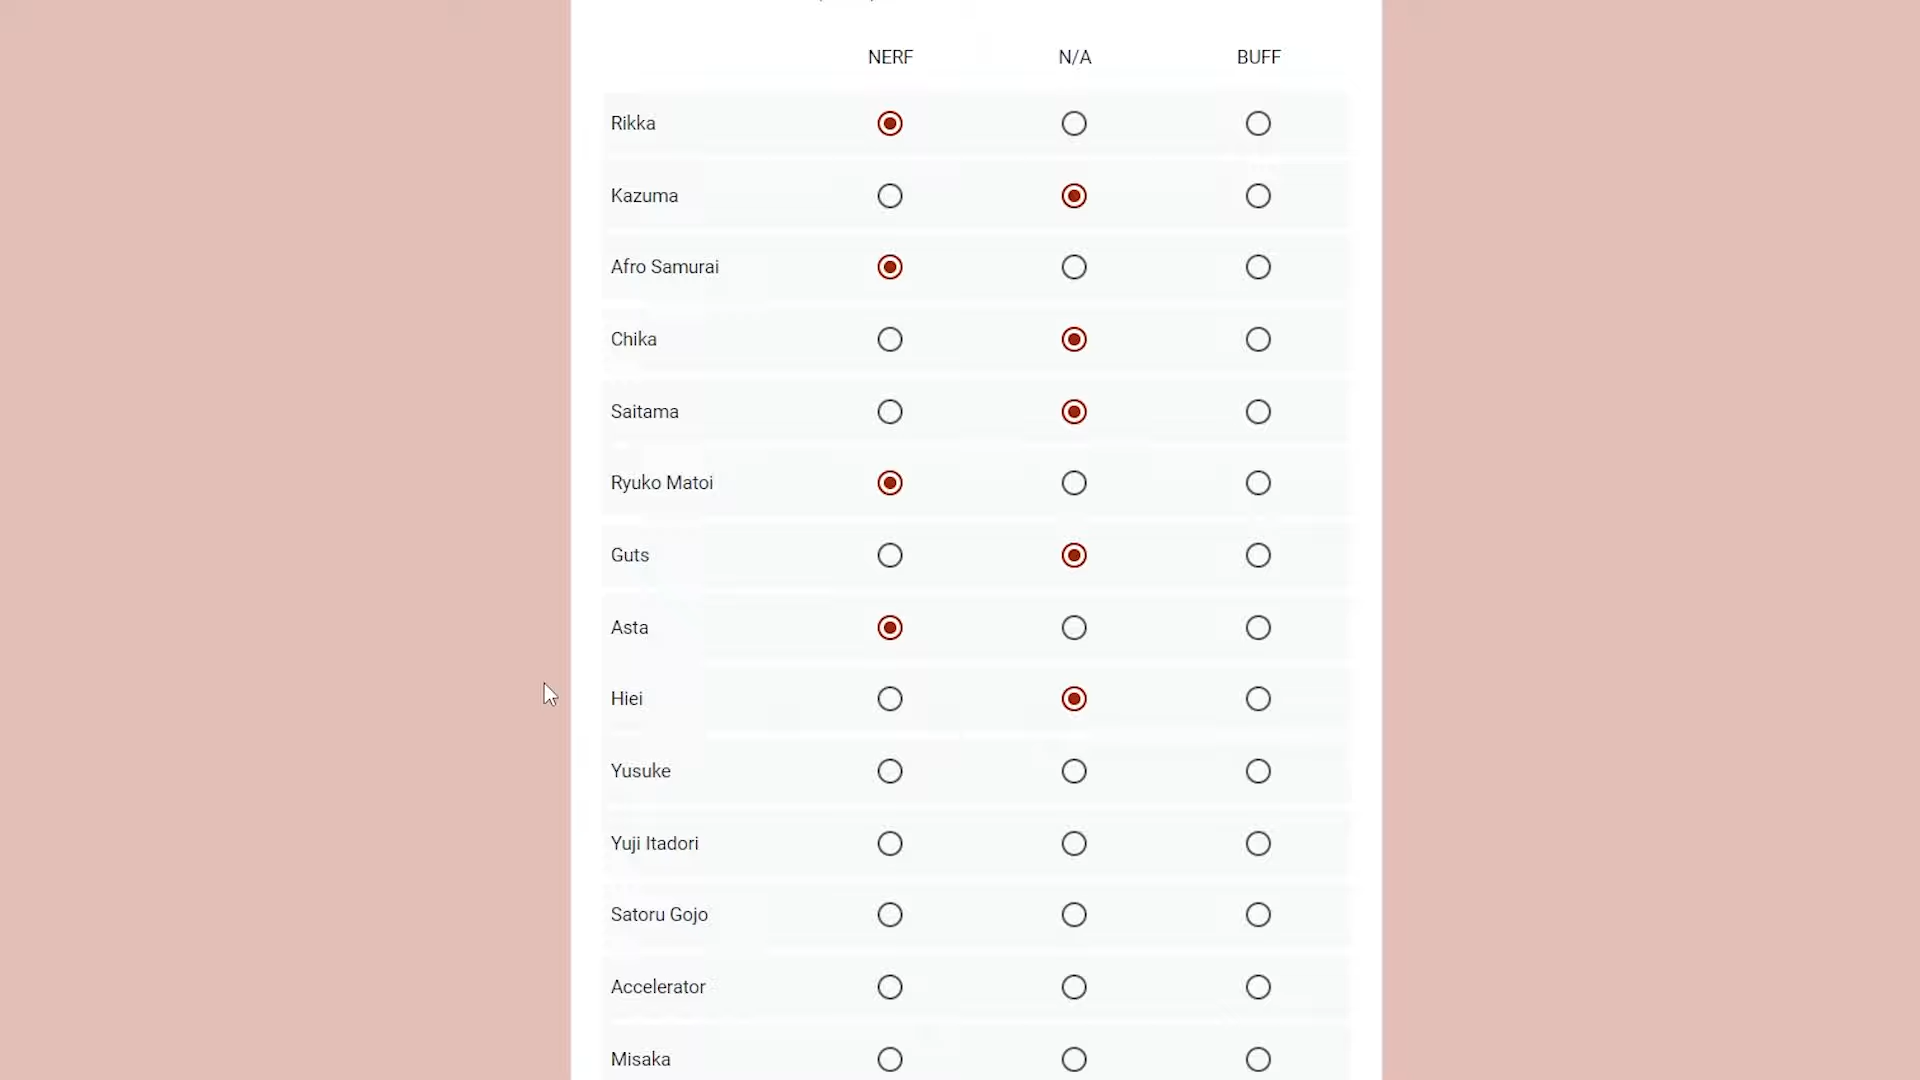 NERF N/A BUFF
Rikka
Kazuma
Afro Samurai
Chika
Saitama
Ryuko Matoi
Guts
Asta
Hiei
Yusuke
Yuji Itadori
Satoru Gojo
Accelerator
Misaka